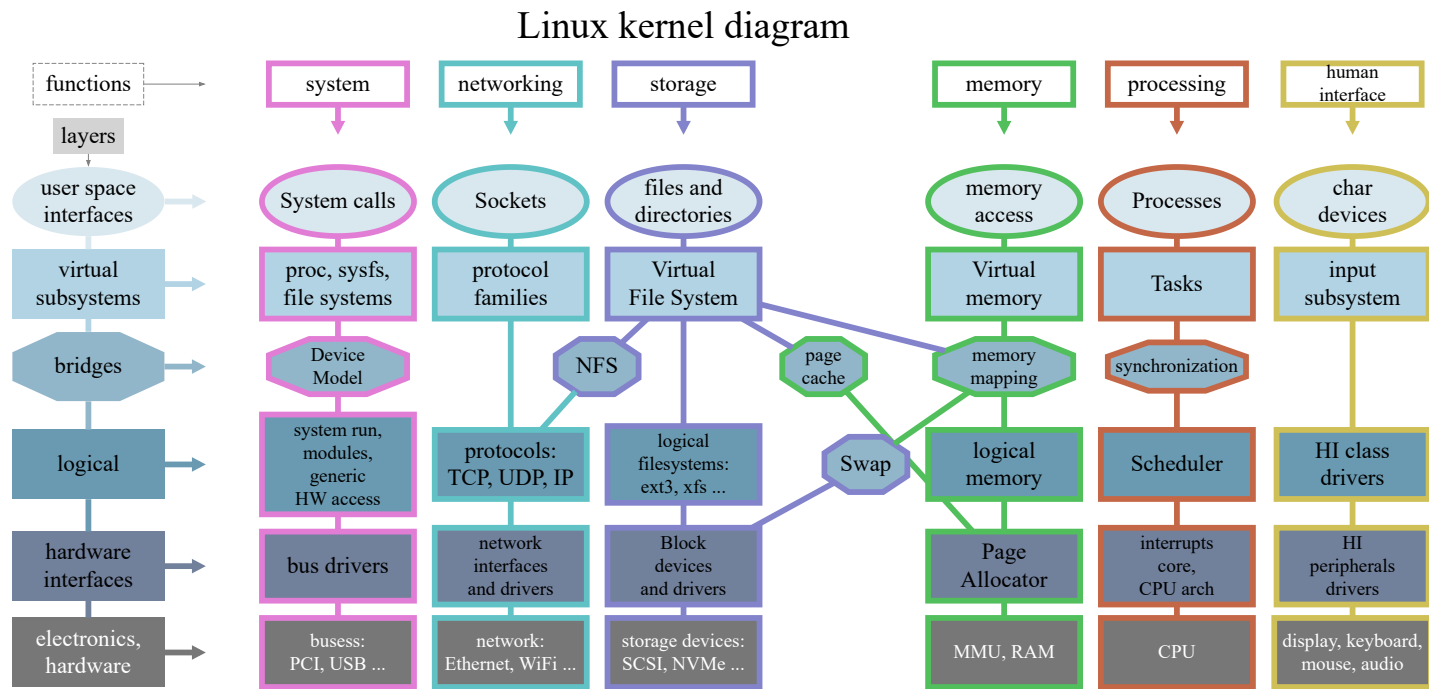 Linux kernel diagram
functions
system
networking
storage
memory
processing
human
interface
layers
user space
interfaces
System calls
Sockets
files and
directories
memory
access
Processes
char
devices
virtual
subsystems
proc, sysfs,
file systems
protocol
families
Virtual
File System
Virtual
memory
Tasks
input
subsystem
bridges
Device
Model
NFS
page
cache
memory
mapping
synchronization
logical
system run,
modules,
generic
HW access
protocols:
TCP, UDP, IP
logical
filesystems:
ext3, xfs ...
Swap
logical
memory
Scheduler
HI class
drivers
hardware
interfaces
bus drivers
network
interfaces
and drivers
Block
devices
and drivers
Page
Allocator
interrupts
core,
CPU arch
HI
peripherals
drivers
electronics,
hardware
busess:
PCI, USB ...
network:
Ethernet, WiFi ...
storage devices:
SCSI, NVMe ...
MMU, RAM
CPU
display, keyboard,
mouse, audio